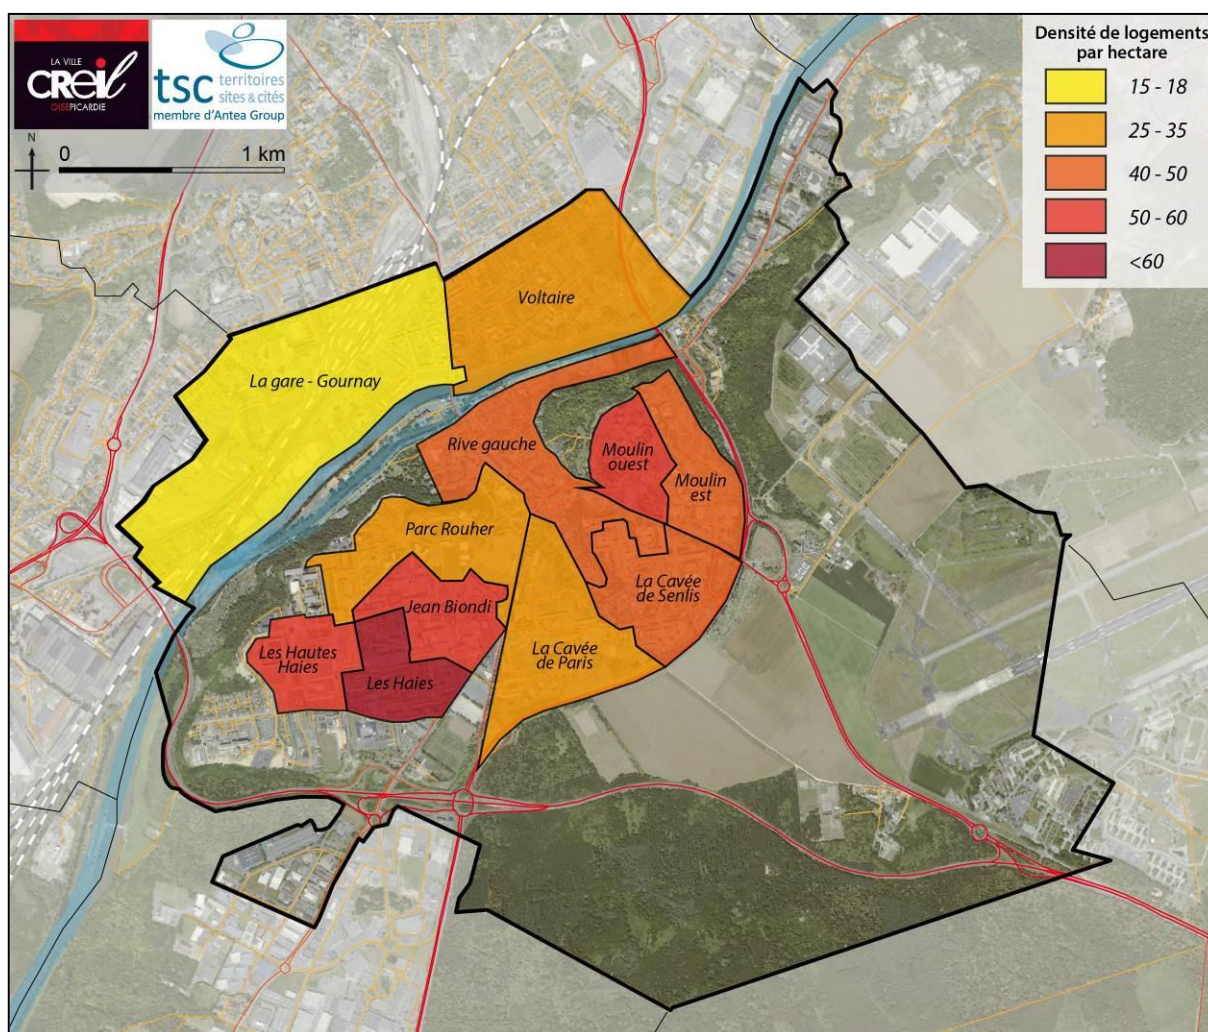 LA VILLE
CReil
OISEPICARDIE
tsc territoires
sites & cités
membre d'Antea Group
N
0 1 km
Densité de logements
par hectare
15 - 18
25 - 35
40 - 50
50 - 60
<60
Voltaire
La gare - Gournay
Rive gauche
Moulin
ouest
Moulin
est
Parc Rouher
La Cavée
de Senlis
Jean Biondi
Les Hautes
Haies
La Cavée
de Paris
Les Haies